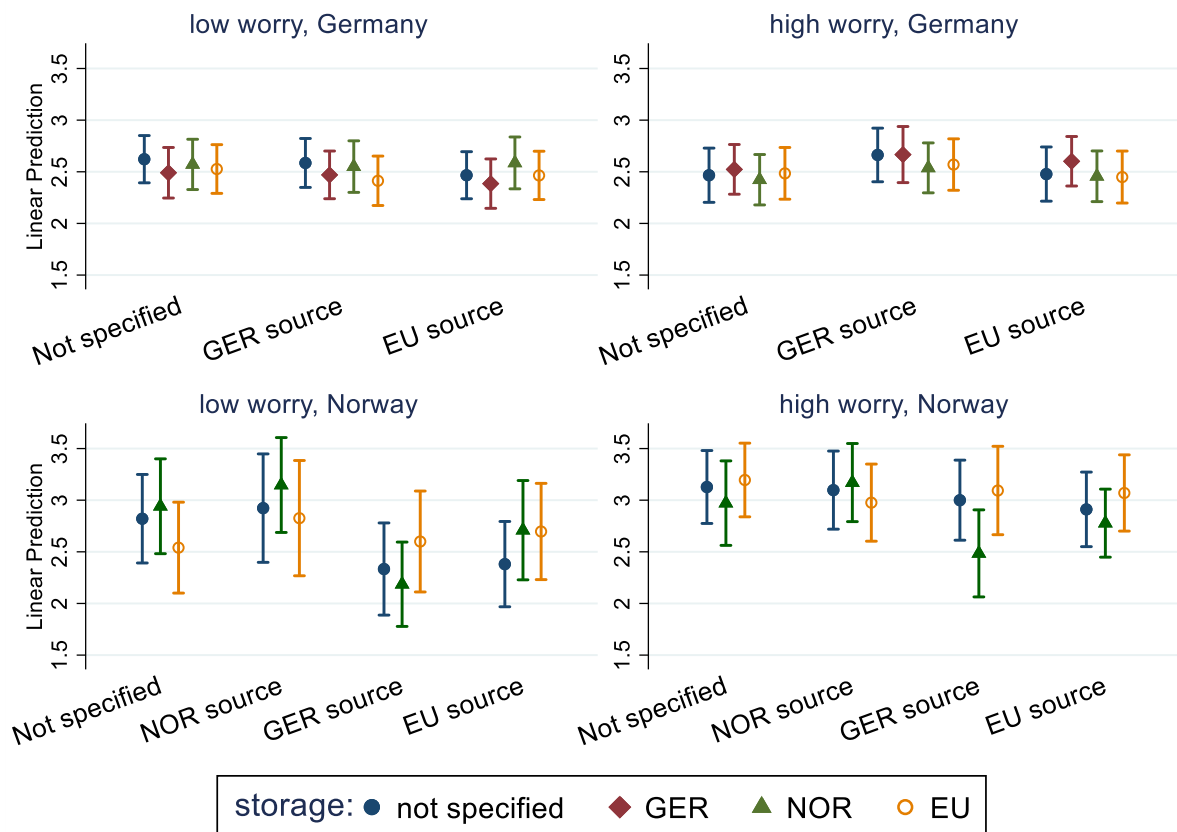 low worry, Germany
high worry, Germany
Linear Prediction
3.5
3
2.5
2
1.5
3.5
3
2.5
2
1.5
Not specified
GER source
EU source
Not specified
GER source
EU source
low worry, Norway
high worry, Norway
Linear Prediction
3.5
3
2.5
2
1.5
3.5
3
2.5
2
1.5
Not specified
NOR source
GER source
EU source
Not specified
NOR source
GER source
EU source
storage: not specified GER NOR EU